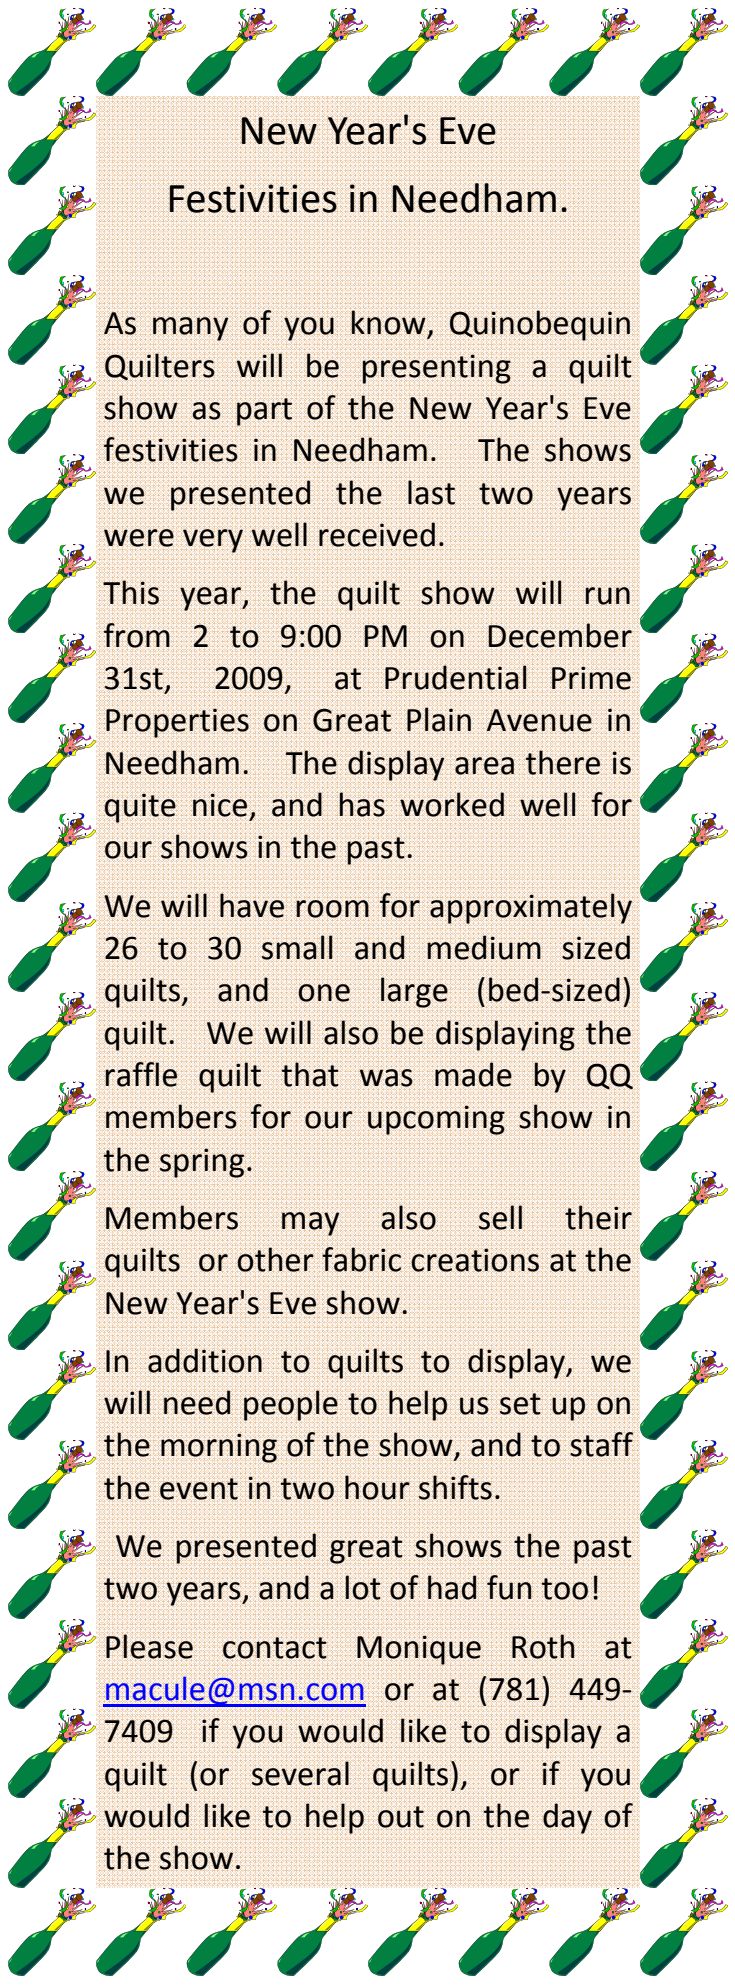 New Year's Eve
Festivities in Needham.
As many of you know, Quinobequin
Quilters will be presenting a quilt
show as part of the New Year's Eve
festivities in Needham. The shows
we presented the last two years
were very well received.
This year, the quilt show will run
from 2 to 9:00 PM on December
31st, 2009, at Prudential Prime
Properties on Great Plain Avenue in
Needham. The display area there is
quite nice, and has worked well for
our shows in the past.
We will have room for approximately
26 to 30 small and medium sized
quilts, and one large (bed-sized)
quilt. We will also be displaying the
raffle quilt that was made by QQ
members for our upcoming show in
the spring.
Members may also sell their
quilts or other fabric creations at the
New Year's Eve show.
In addition to quilts to display, we
will need people to help us set up on
the morning of the show, and to staff
the event in two hour shifts.
We presented great shows the past
two years, and a lot of had fun too!
Please contact Monique Roth at
macule@msn.com or at (781) 449-
7409 if you would like to display a
quilt (or several quilts), or if you
would like to help out on the day of
the show.